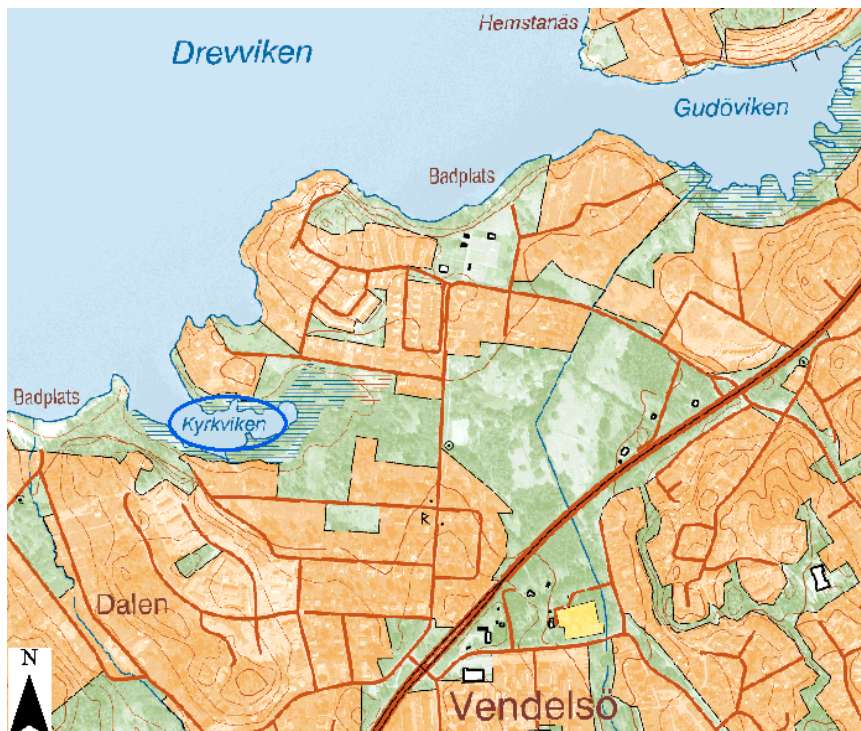 Hemstanäs
Drevviken
Gudöviken
Badplats
Badplats
Kyrkviken
R
Dalen
N
Vendelsö